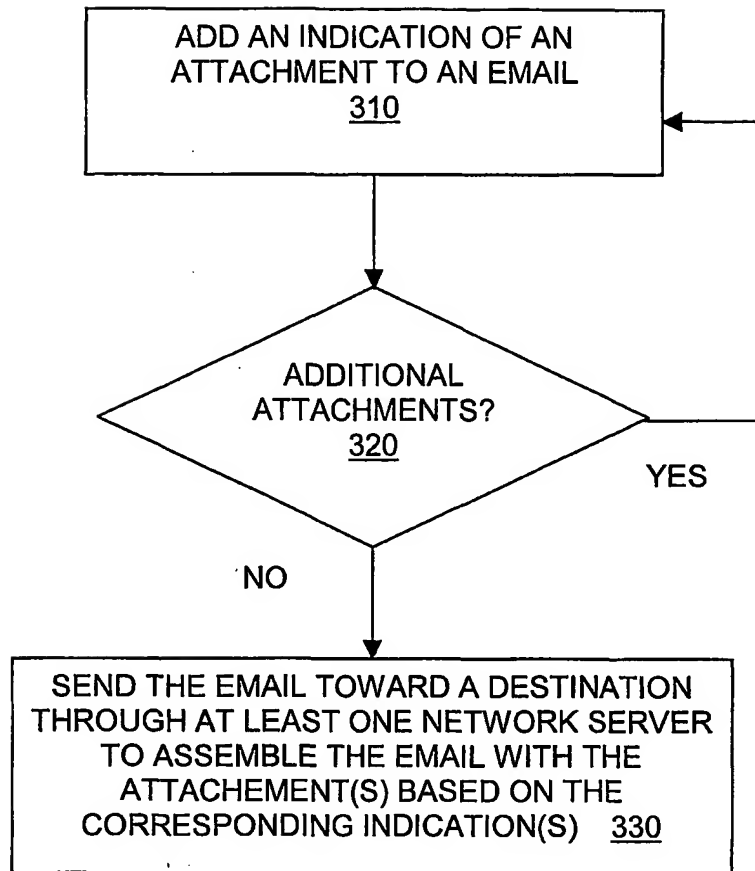 ADD AN INDICATION OF AN
ATTACHMENT TO AN EMAIL
310
ADDITIONAL
ATTACHMENTS?
320
YES
NO
SEND THE EMAIL TOWARD A DESTINATION
THROUGH AT LEAST ONE NETWORK SERVER
TO ASSEMBLE THE EMAIL WITH THE
ATTACHEMENT(S) BASED ON THE
CORRESPONDING INDICATION(S) 330